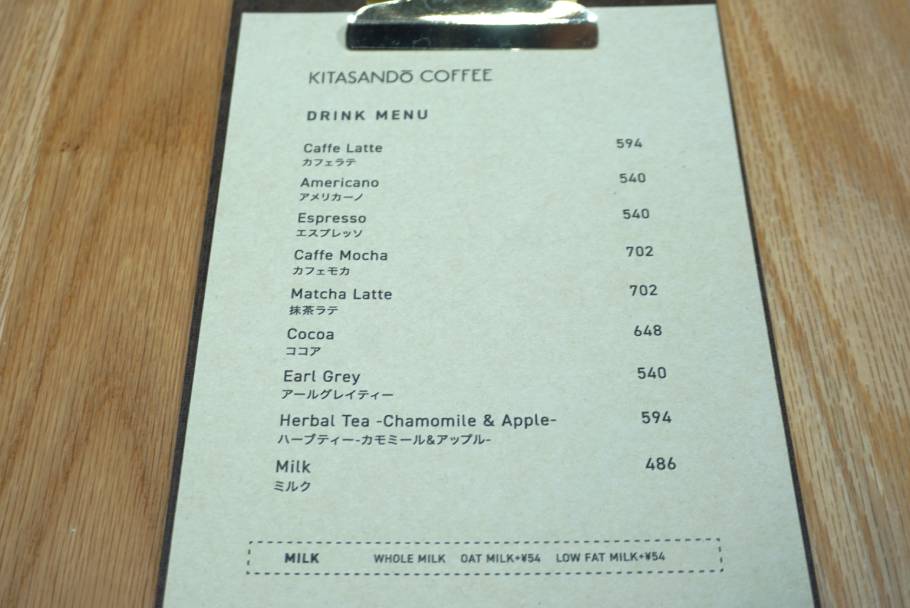 KITASANDō COFFEE
DRINK MENU
Caffe Latte 594
カフェラテ
Americano 540
アメリカーノ
Espresso 540
エスプレッソ
Caffe Mocha 702
カフェモカ
Matcha Latte 702
抹茶ラテ
Cocoa 648
ココア
Earl Grey 540
アールグレイティー
Herbal Tea -Chamomile & Apple- 594
ハーブティー-カモミール&アップル-
Milk 486
ミルク
MILK WHOLE MILK OAT MILK+¥54 LOW FAT MILK+¥54